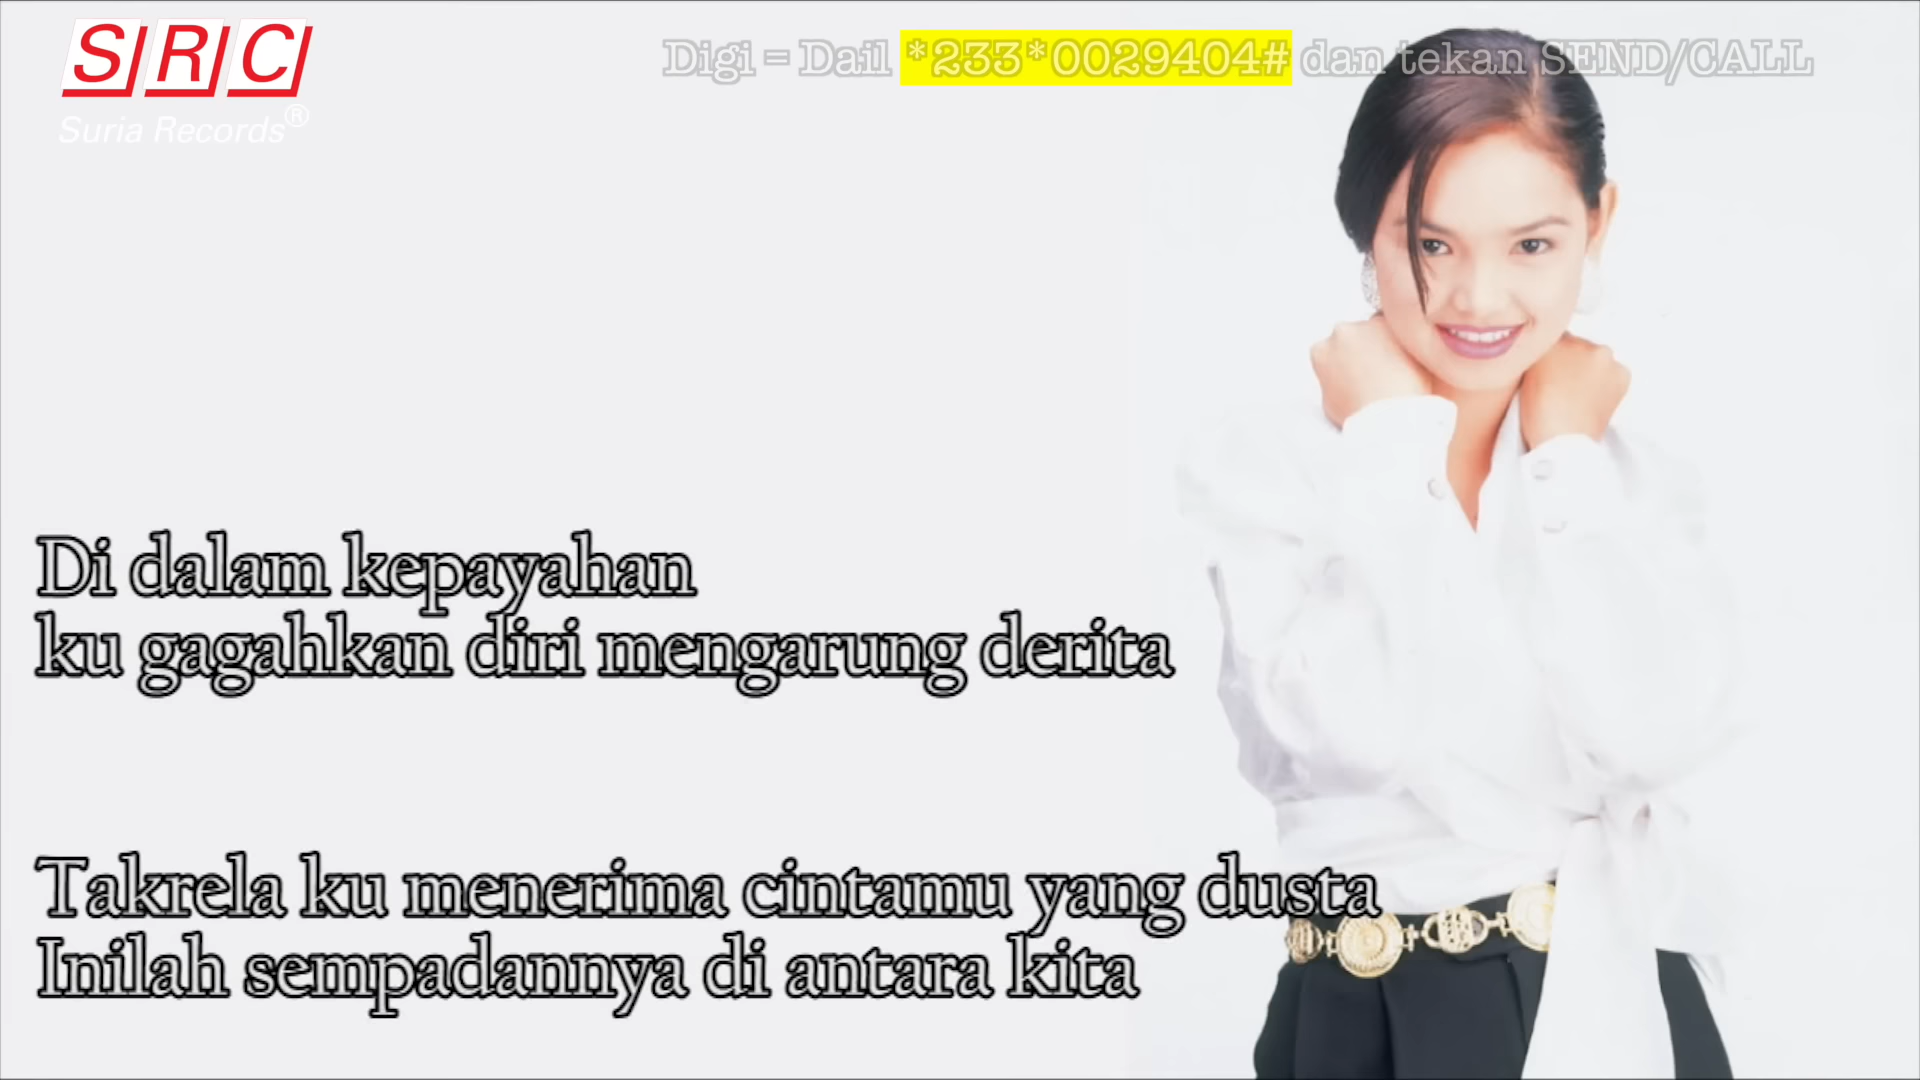 SRC
Suria Records®
Digi = Dail *233*0029404# dan tekan SEND/CALL
Di dalam kepayahan
ku gagahkan diri mengarung derita
Takrela ku menerima cintamu yang dusta
Inilah sempadannya di antara kita